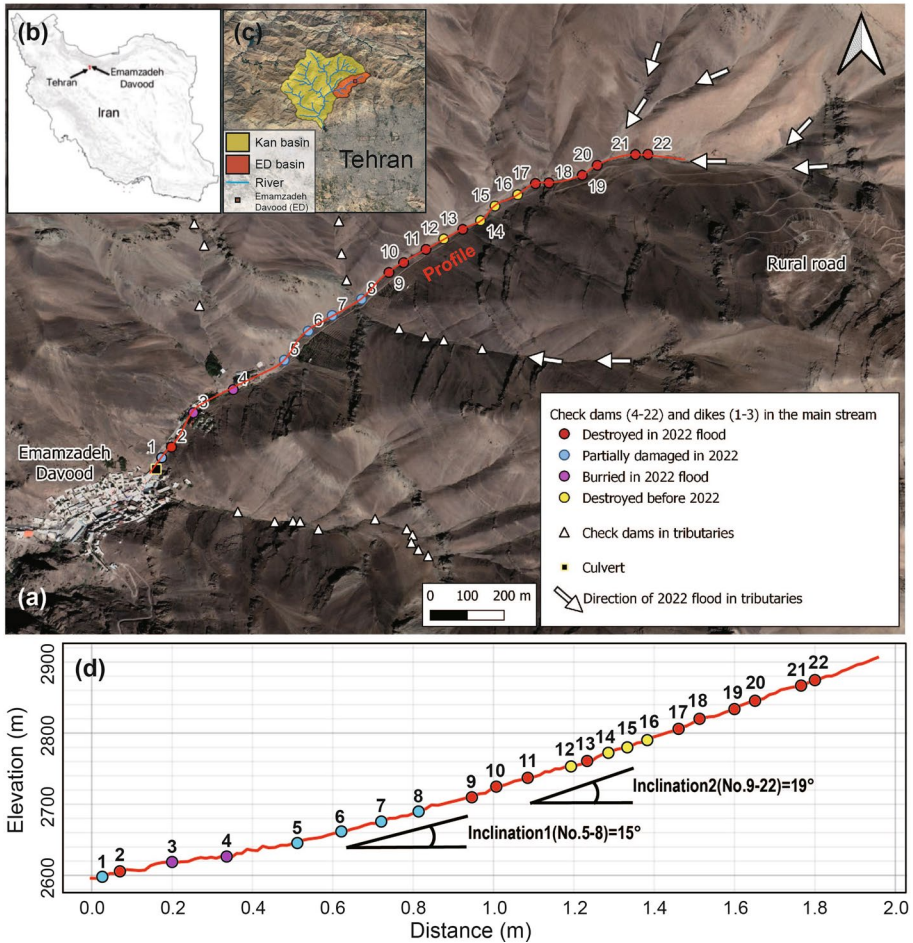 (b)
Tehran
Emamzadeh
Davood
Iran
(c)
Kan basin
ED basin
River
Emamzadeh
Davood (ED)
Tehran
22
21
20
19
18
17
16
15
14
13
12
11
10
9
8
7
6
5
4
3
2
1
Profile
Rural road
Emamzadeh
Davood
(a)
Check dams (4-22) and dikes (1-3) in the main stream
Destroyed in 2022 flood
Partially damaged in 2022
Burried in 2022 flood
Destroyed before 2022
Check dams in tributaries
Culvert
Direction of 2022 flood in tributaries
0 100 200 m
(d)
Elevation (m)
2900
2800
2700
2600
1 2 3 4 5 6 7 8 9 10 11 12 13 14 15 16 17 18 19 20 21 22
Inclination2(No.9-22)=19°
Inclination1(No.5-8)=15°
0.0 0.2 0.4 0.6 0.8 1.0 1.2 1.4 1.6 1.8 2.0
Distance (m)